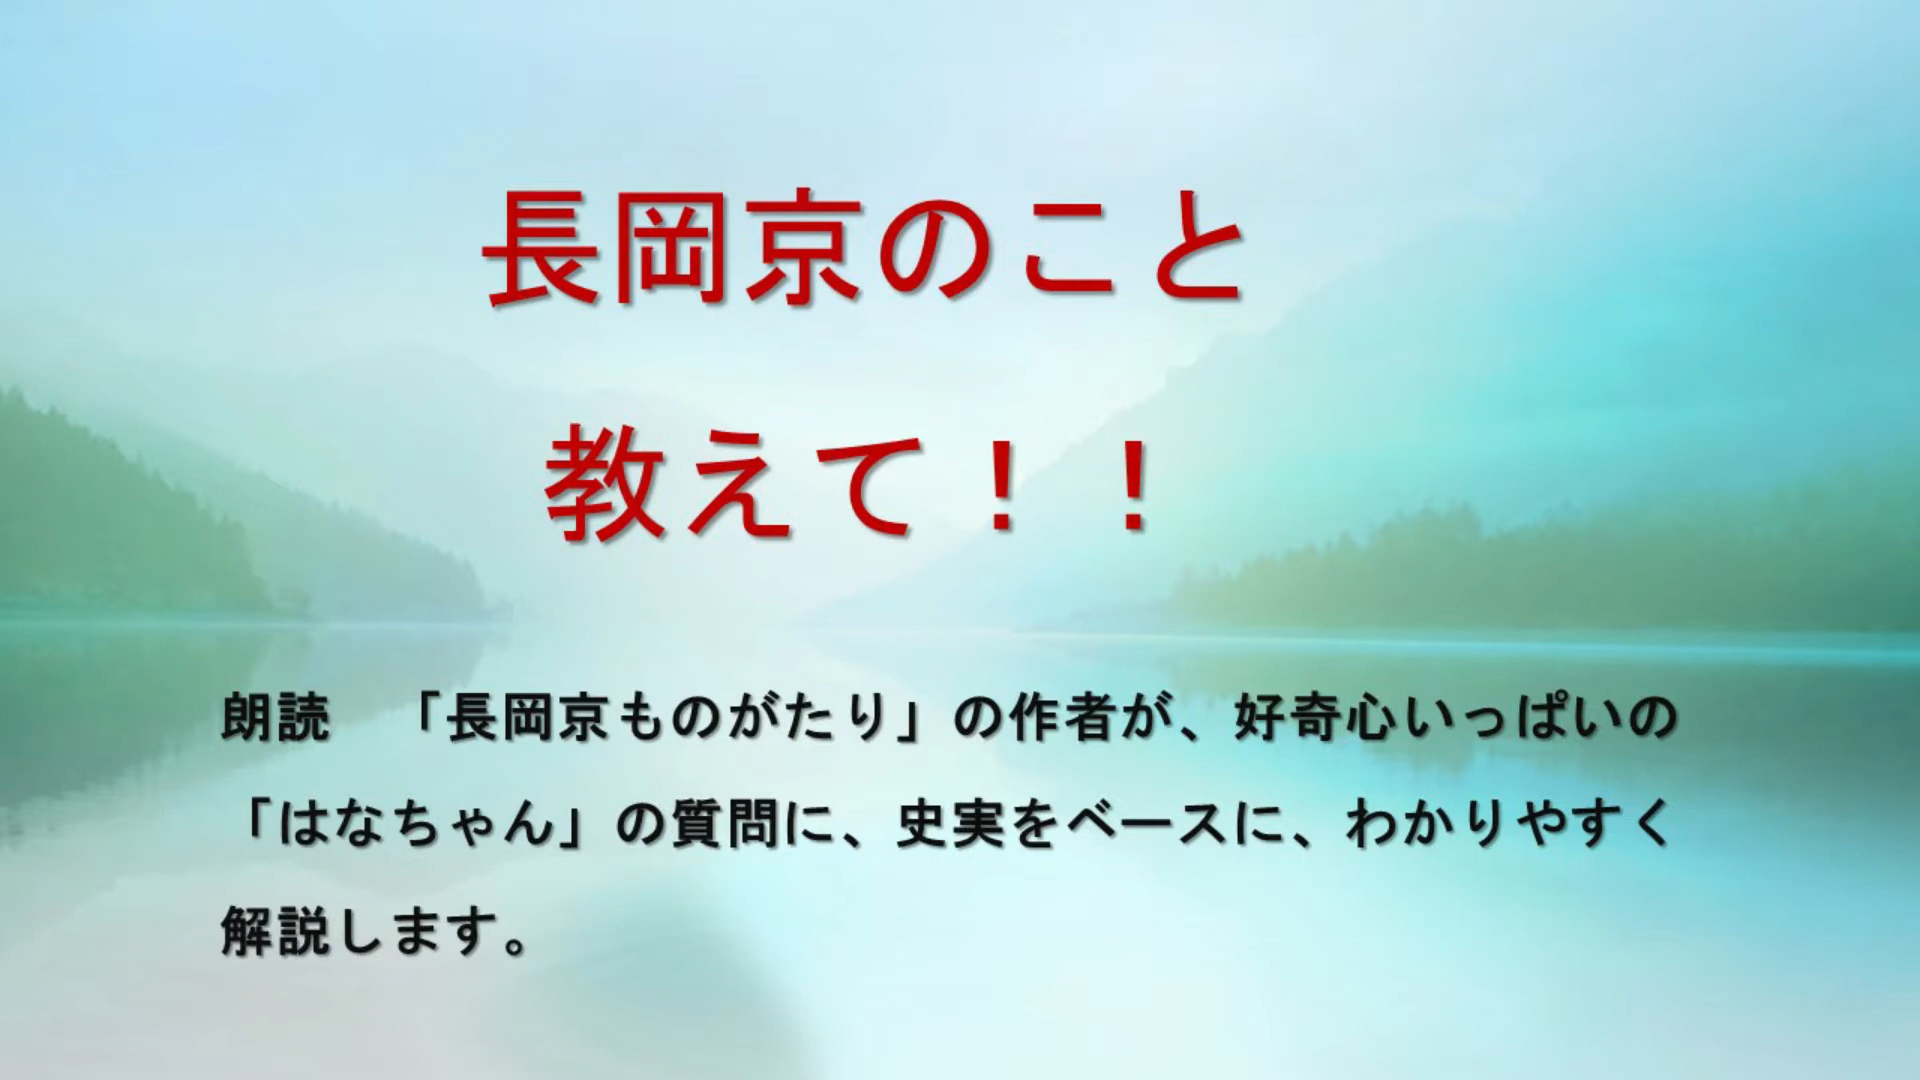 長岡京のこと
教えて！！
朗読　「長岡京ものがたり」の作者が、好奇心いっぱいの
「はなちゃん」の質問に、史実をベースに、わかりやすく
解説します。